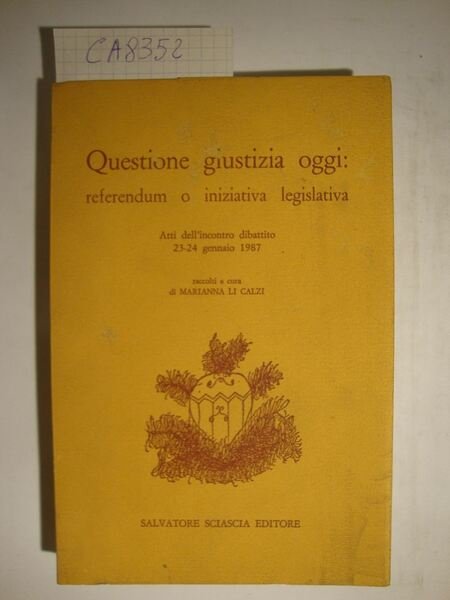 CA8352
Questione giustizia oggi:
referendum o iniziativa legislativa
Atti dell'incontro dibattito
23-24 gennaio 1987
raccolti a cura
di MARIANNA LI CALZI
SALVATORE SCIASCIA EDITORE